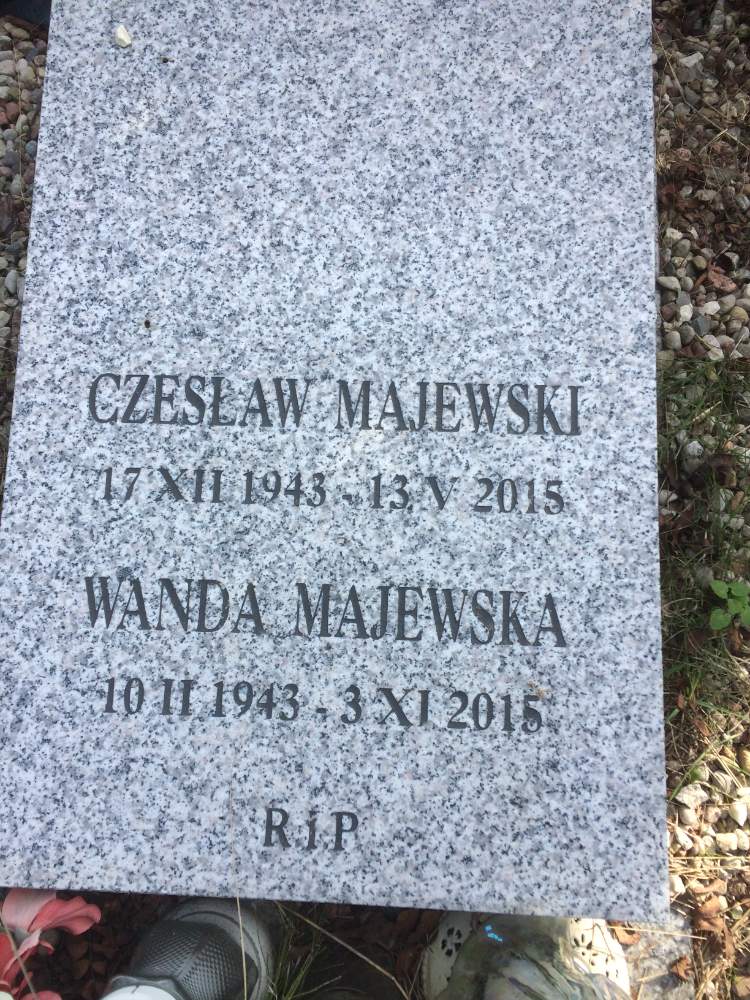 CZESŁAW MAJEWSKI
17 XII 1943 - 13 V 2015
WANDA MAJEWSKA
10 II 1943 - 3 XI 2015
R i P